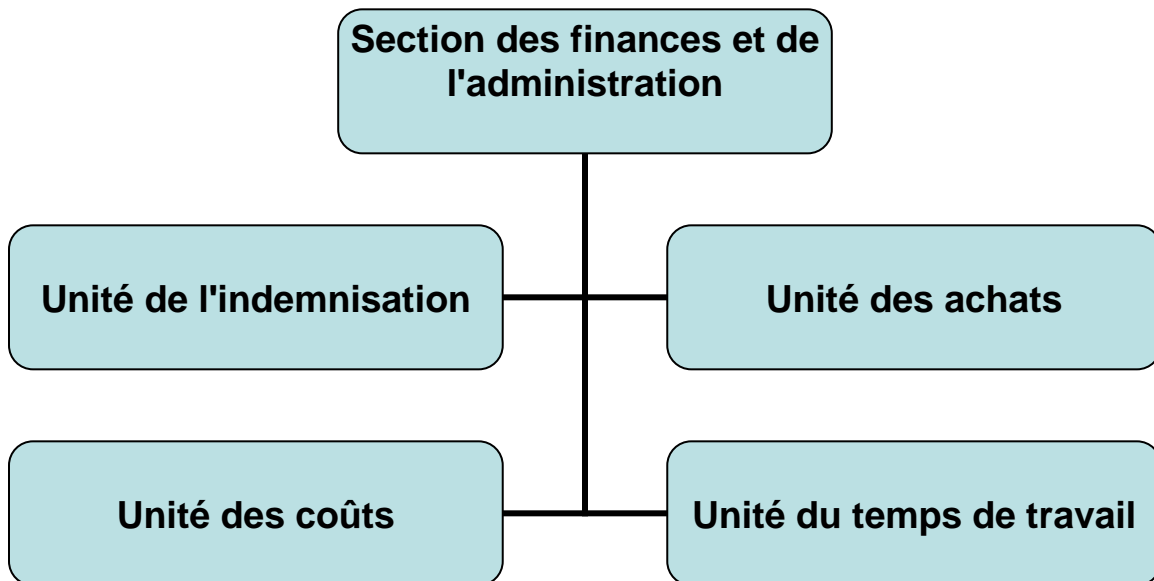 Section des finances et de
l'administration
Unité de l'indemnisation
Unité des achats
Unité des coûts
Unité du temps de travail